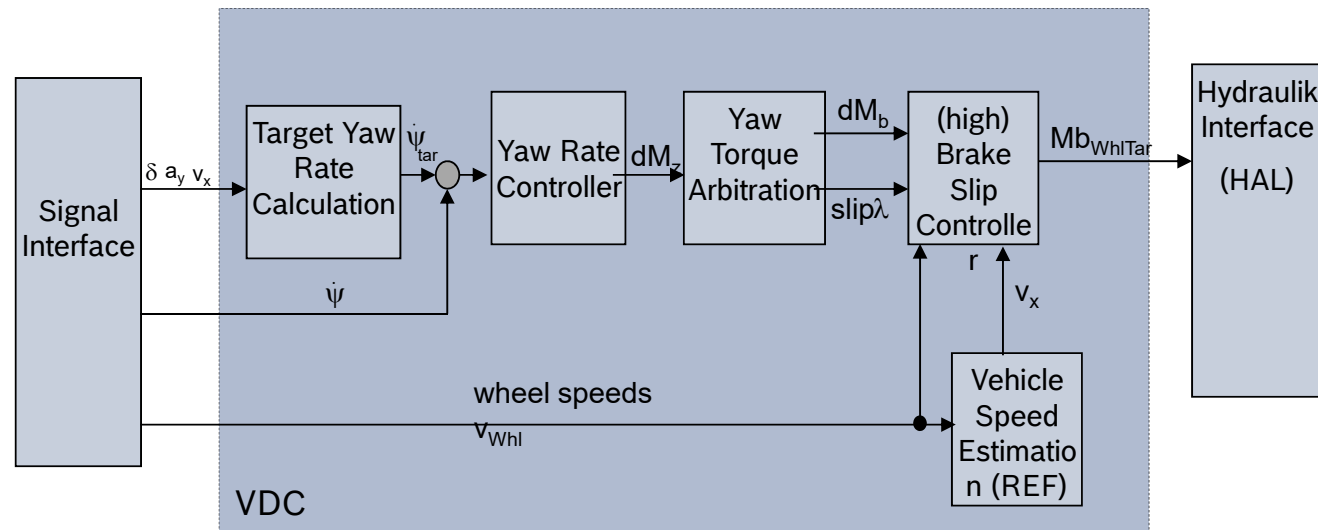 Signal
Interface
δ a_y v_x
Target Yaw
Rate
Calculation
ψ̇_tar
Yaw Rate
Controller
dM_z
Yaw
Torque
Arbitration
dM_b
slipλ
(high)
Brake
Slip
Controlle
r
Mb_WhlTar
Hydraulik
Interface
(HAL)
ψ̇
v_x
wheel speeds
v_Whl
Vehicle
Speed
Estimatio
n (REF)
VDC